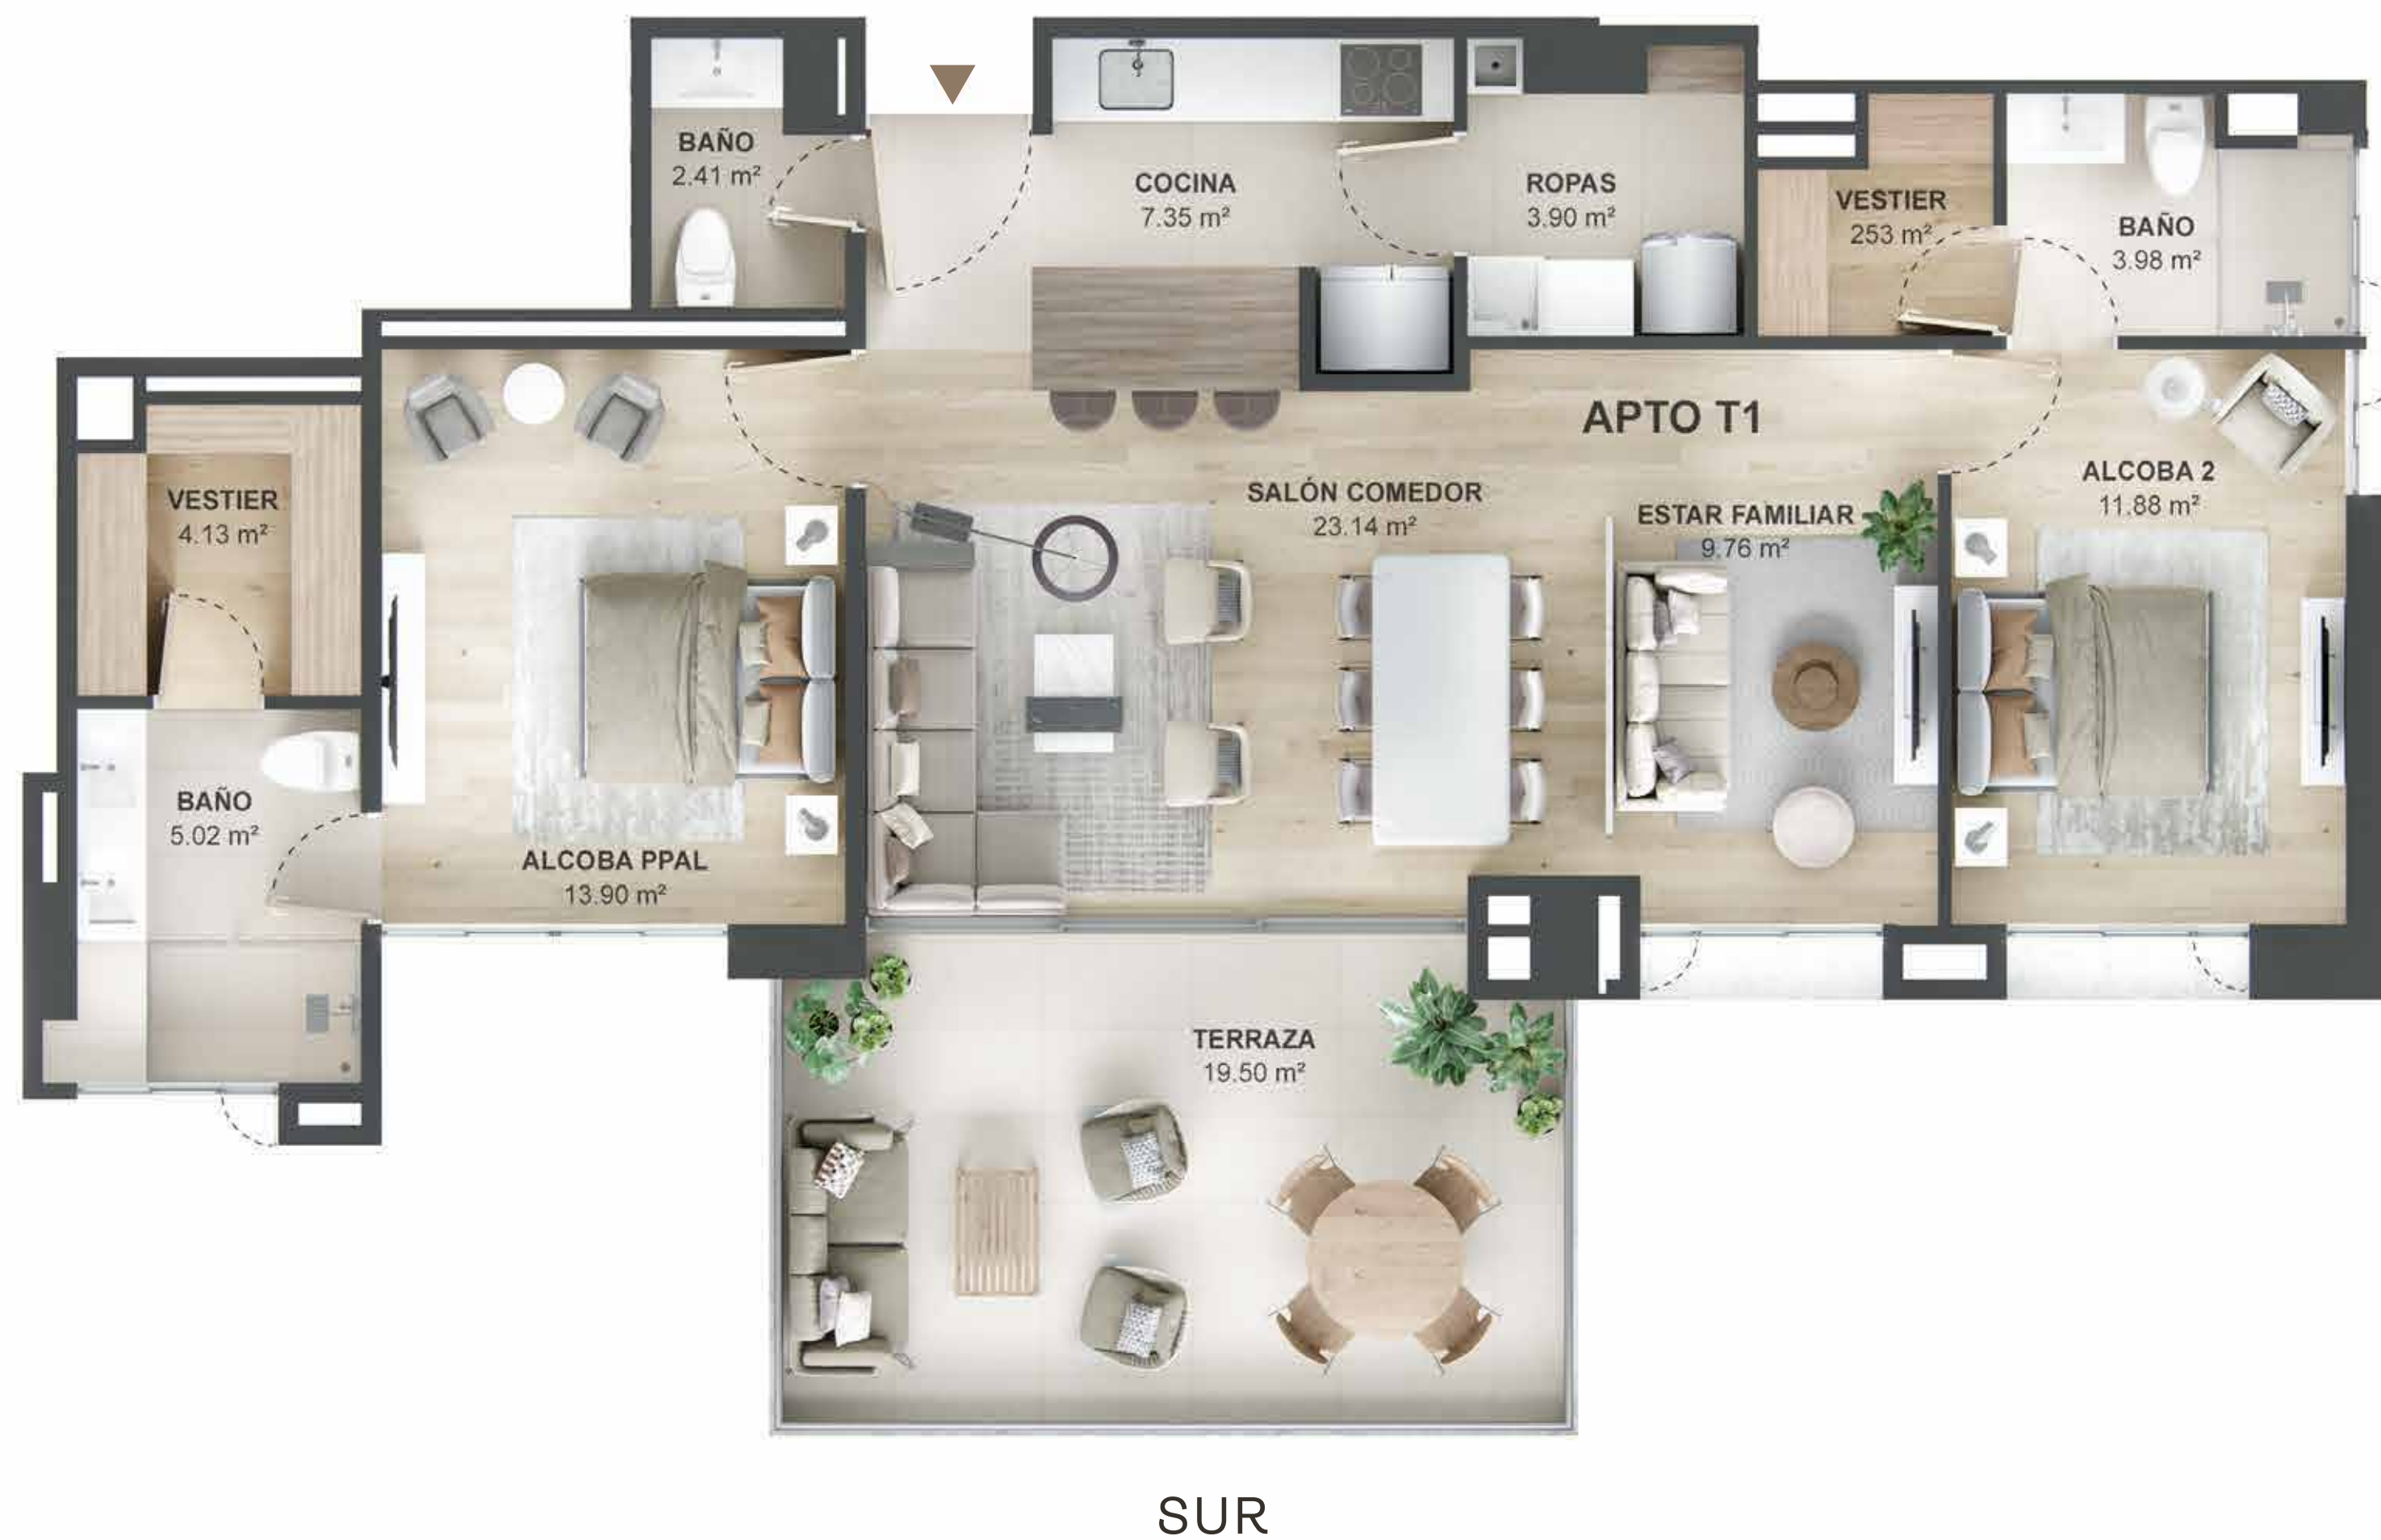 BAÑO
2.41 m²
COCINA
7.35 m²
ROPAS
3.90 m²
VESTIER
253 m²
BAÑO
3.98 m²
APTO T1
VESTIER
4.13 m²
SALÓN COMEDOR
23.14 m²
ESTAR FAMILIAR
9.76 m²
ALCOBA 2
11.88 m²
BAÑO
5.02 m²
ALCOBA PPAL
13.90 m²
TERRAZA
19.50 m²
SUR